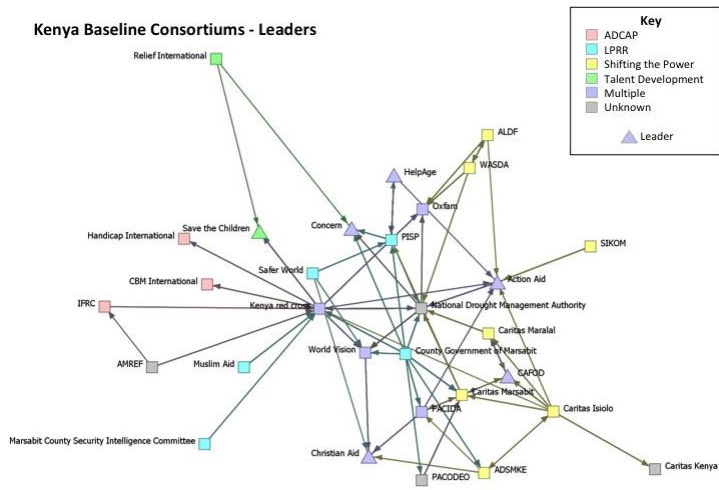 Kenya Baseline Consortiums - Leaders
Key
ADCAP
LPRR
Shifting the Power
Talent Development
Multiple
Unknown
Leader
Relief International
ALDF
WASDA
HelpAge
Oxfam
Save the Children
Concern
PISP
Handicap International
SIKOM
Safer World
CBM International
Action Aid
IFRC
Kenya red cross
National Drought Management Authority
Caritas Maralal
World Vision
County Government of Marsabit
AMREF
Muslim Aid
CAFOD
Caritas Marsabit
PACIDA
Caritas Isiolo
Marsabit County Security Intelligence Committee
Christian Aid
Caritas Kenya
PACODEO
ADSMKE